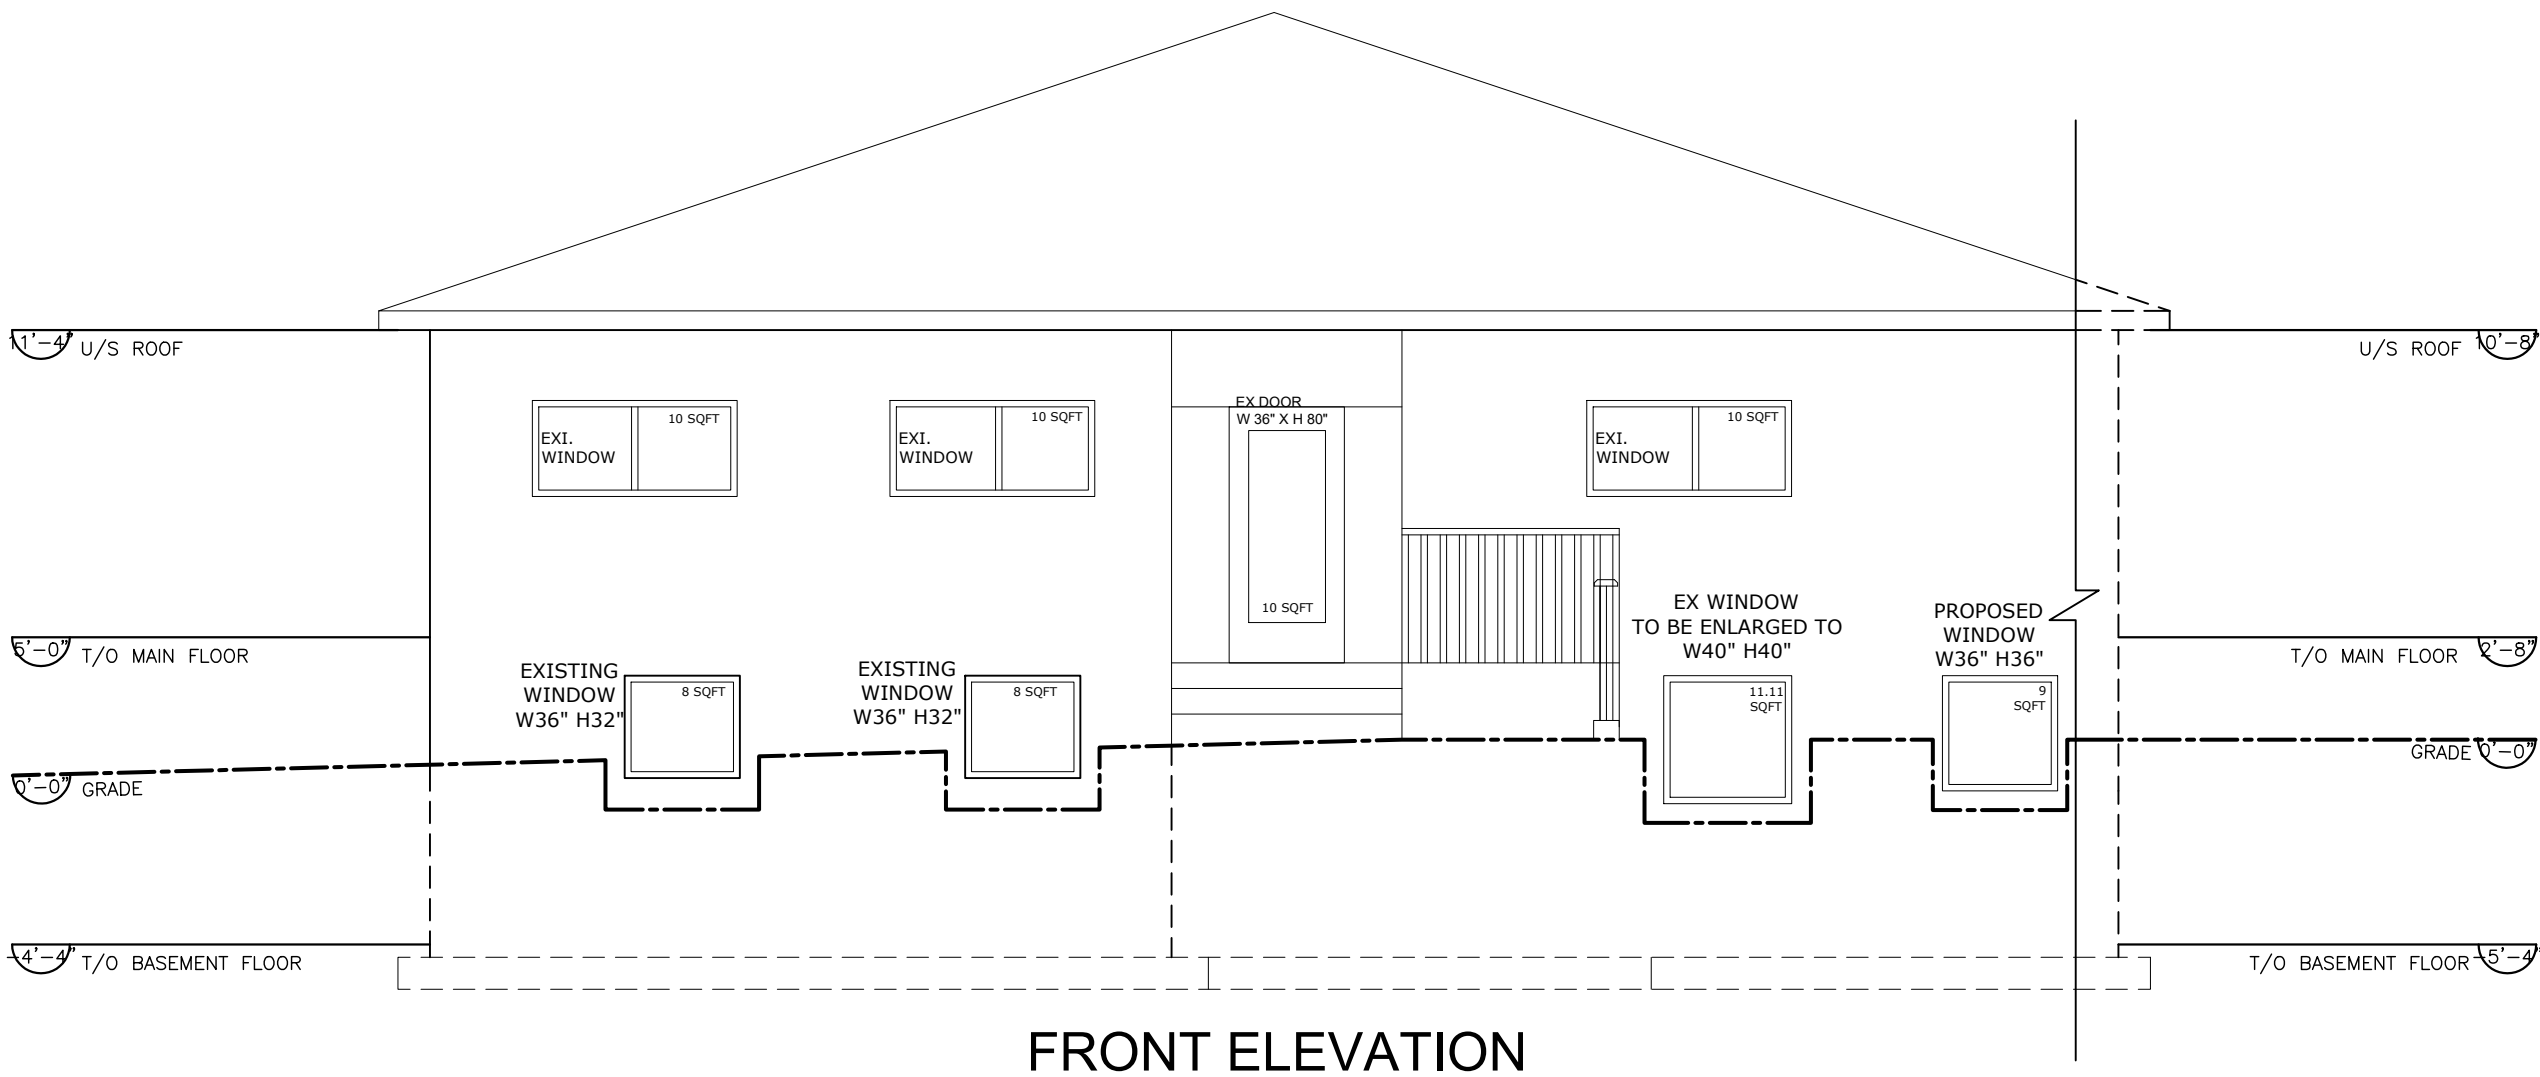 11'-4"
U/S ROOF
U/S ROOF
10'-8"
EX DOOR
W 36" X H 80"
10 SQFT
10 SQFT
10 SQFT
EXI.
WINDOW
EXI.
WINDOW
EXI.
WINDOW
10 SQFT
EX WINDOW
TO BE ENLARGED TO
W40" H40"
PROPOSED
WINDOW
W36" H36"
5'-0"
T/O MAIN FLOOR
T/O MAIN FLOOR
2'-8"
EXISTING
WINDOW
W36" H32"
8 SQFT
EXISTING
WINDOW
W36" H32"
8 SQFT
11.11
SQFT
9
SQFT
0'-0"
GRADE
GRADE
0'-0"
-4'-4"
T/O BASEMENT FLOOR
T/O BASEMENT FLOOR
-5'-4"
FRONT ELEVATION